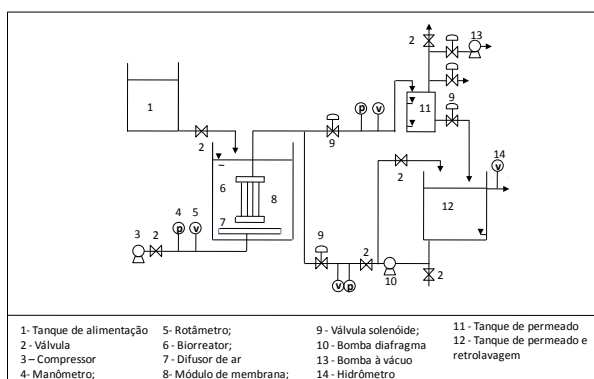 2
13
1
2
11
9
p
v
9
14
v
2
6
8
12
4
5
7
3
2
p
v
9
2
v
p
10
2
1- Tanque de alimentação
2 - Válvula
3 – Compressor
4- Manômetro;
5- Rotâmetro;
6 - Biorreator;
7 - Difusor de ar
8- Módulo de membrana;
9 - Válvula solenóide;
10 - Bomba diafragma
13 - Bomba à vácuo
14 - Hidrômetro
11 - Tanque de permeado
12 - Tanque de permeado e
retrolavagem